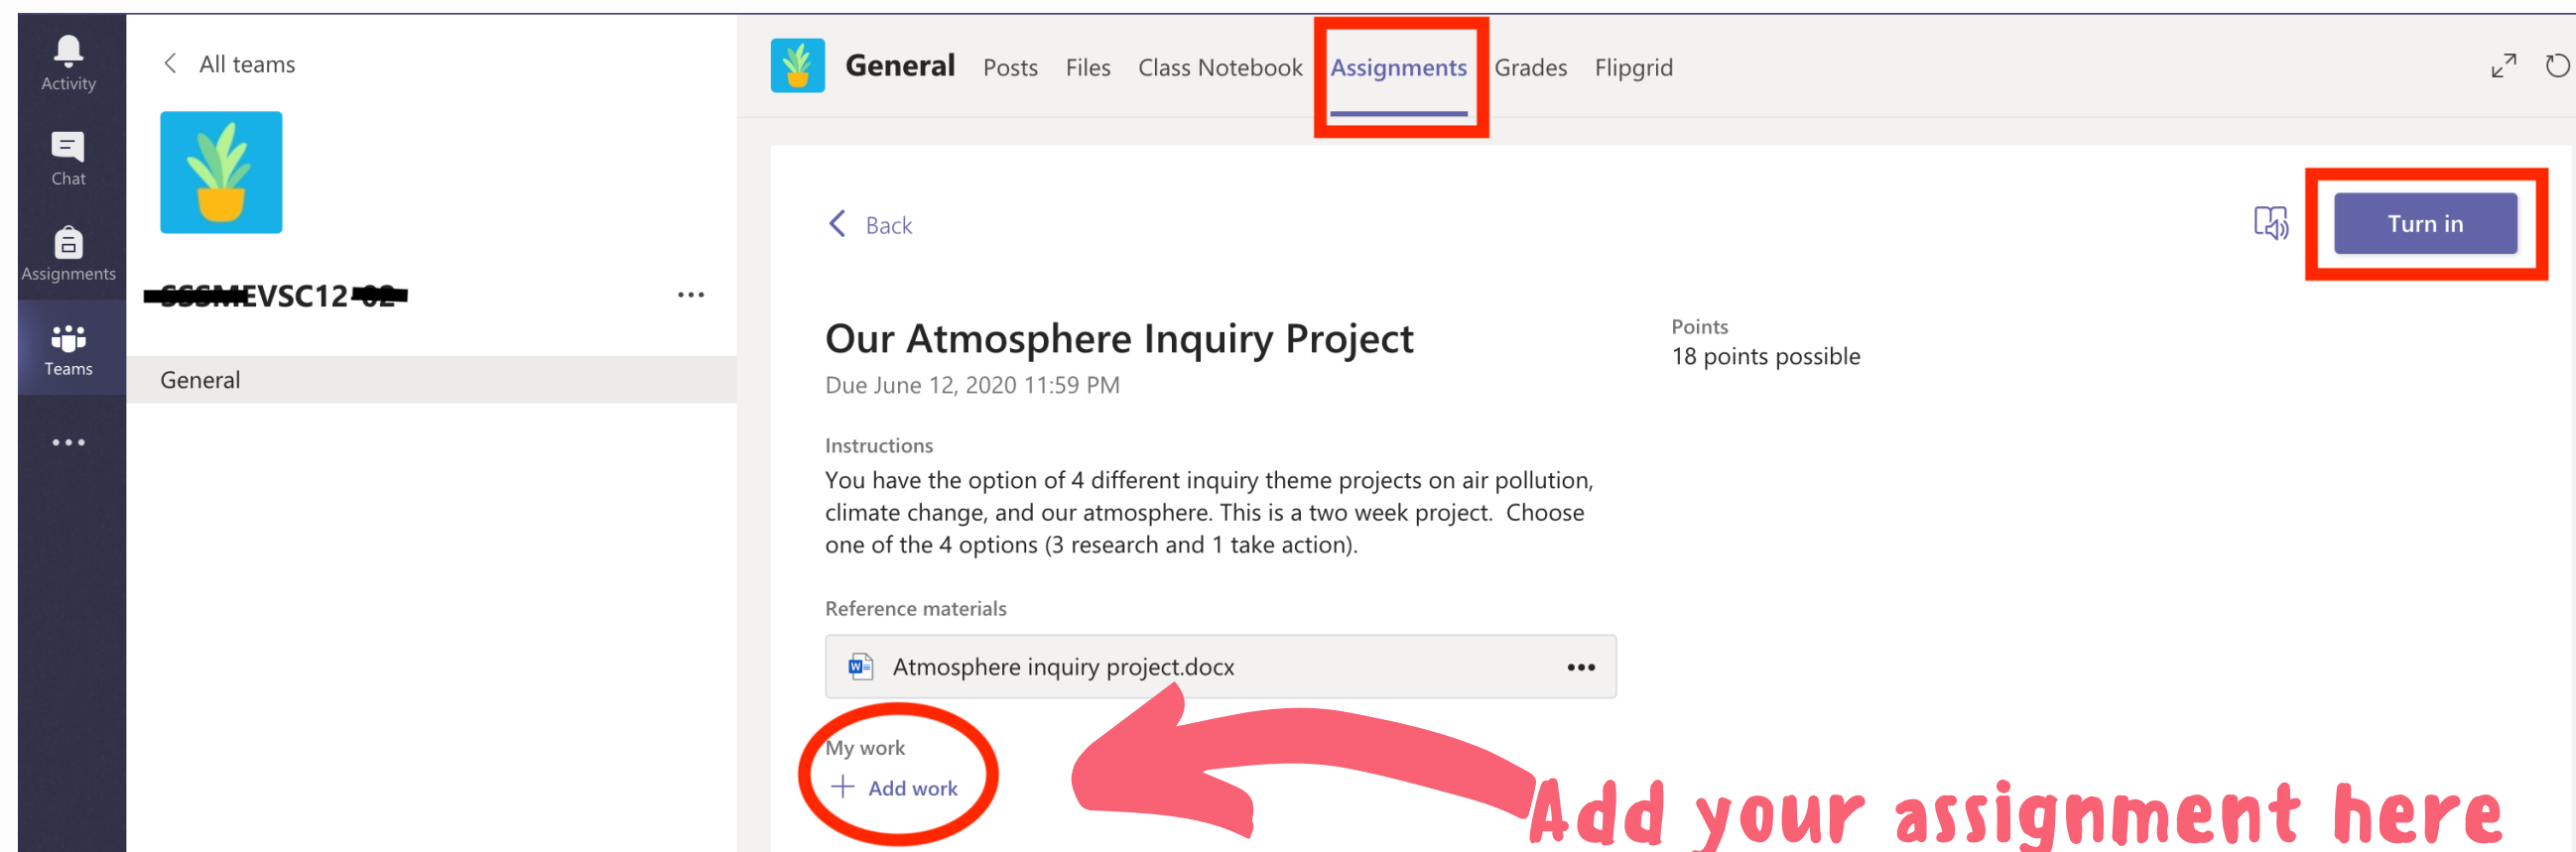 Activity
Chat
Assignments
Teams
All teams
EVSC12
General
General Posts Files Class Notebook Assignments Grades Flipgrid
Back
Turn in
Our Atmosphere Inquiry Project
Due June 12, 2020 11:59 PM
Points
18 points possible
Instructions
You have the option of 4 different inquiry theme projects on air pollution,
climate change, and our atmosphere. This is a two week project. Choose
one of the 4 options (3 research and 1 take action).
Reference materials
Atmosphere inquiry project.docx
My work
Add work
Add your assignment here